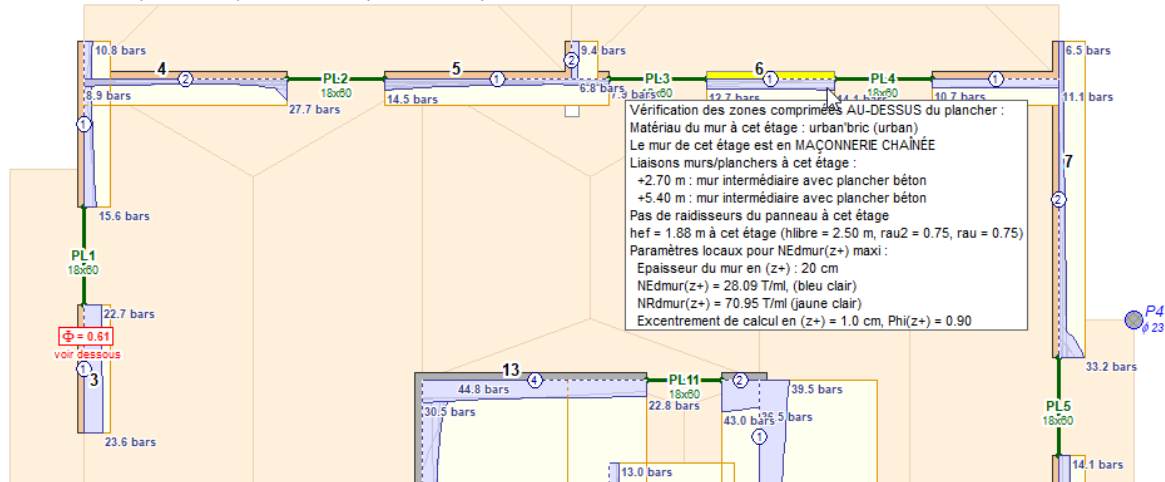 10.8 bars
9.4 bars
6.5 bars
4
5
6
2
1
2
1
1
PL2
18x60
PL3
PL4
18x60
8.9 bars
27.7 bars
14.5 bars
6.8 bars
12.7 bars
10.7 bars
11.1 bars
1
7
2
15.6 bars
PL1
18x60
22.7 bars
Φ = 0.61
voir dessous
1
3
23.6 bars
Vérification des zones comprimées AU-DESSUS du plancher :
Matériau du mur à cet étage : urban'bric (urban)
Le mur de cet étage est en MAÇONNERIE CHAÎNÉE
Liaisons murs/planchers à cet étage :
+2.70 m : mur intermédiaire avec plancher béton
+5.40 m : mur intermédiaire avec plancher béton
Pas de raidisseurs du panneau à cet étage
hef = 1.88 m à cet étage (hlibre = 2.50 m, rau2 = 0.75, rau = 0.75)
Paramètres locaux pour NEdmur(z+) maxi :
Epaisseur du mur en (z+) : 20 cm
NEdmur(z+) = 28.09 T/ml, (bleu clair)
NRdmur(z+) = 70.95 T/ml (jaune clair)
Excentrement de calcul en (z+) = 1.0 cm, Phi(z+) = 0.90
P4
ϕ 23
33.2 bars
PL5
18x60
14.1 bars
13
4
PL11
18x60
2
44.8 bars
39.5 bars
30.5 bars
22.8 bars
43.0 bars
1
13.0 bars